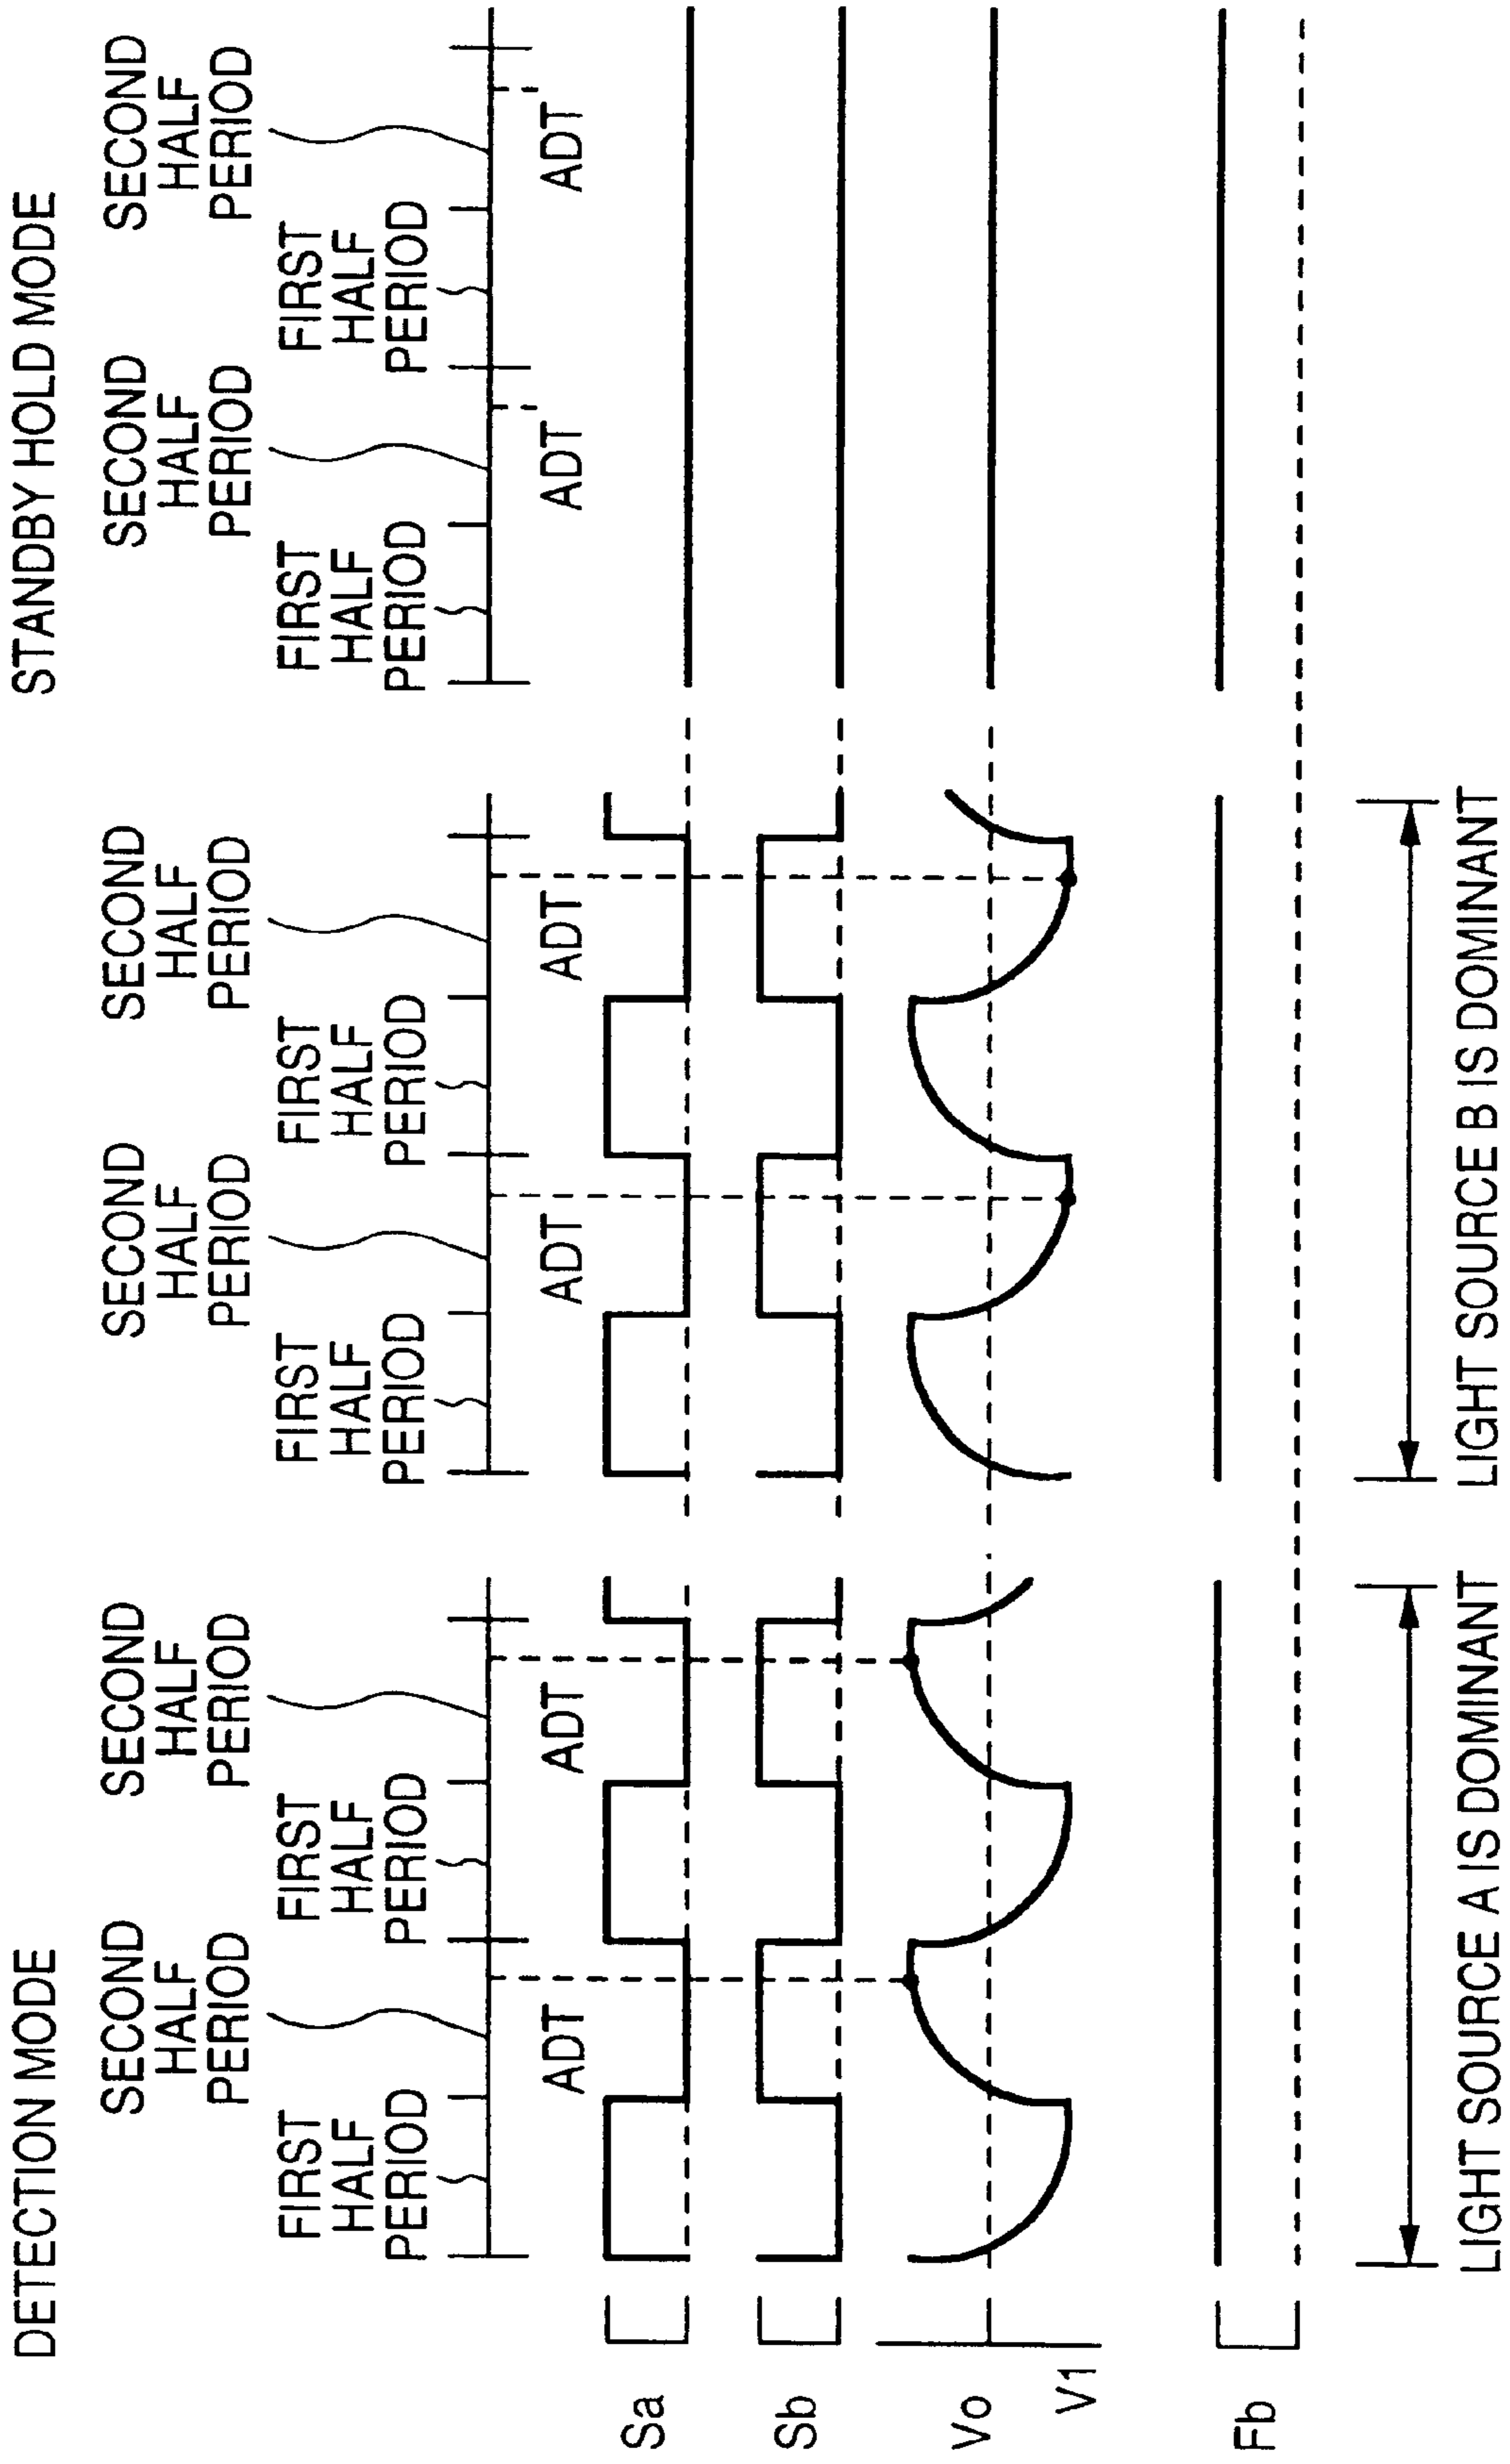 DETECTION MODE
STANDBY HOLD MODE
SECOND
HALF
PERIOD
SECOND
HALF
PERIOD
SECOND
HALF
PERIOD
SECOND
HALF
PERIOD
SECOND
HALF
PERIOD
SECOND
HALF
PERIOD
FIRST
HALF
PERIOD
FIRST
HALF
PERIOD
FIRST
HALF
PERIOD
FIRST
HALF
PERIOD
FIRST
HALF
PERIOD
FIRST
HALF
PERIOD
ADT
ADT
ADT
ADT
ADT
ADT
Sa
Sb
Vo
V1
Fb
LIGHT SOURCE A IS DOMINANT
LIGHT SOURCE B IS DOMINANT